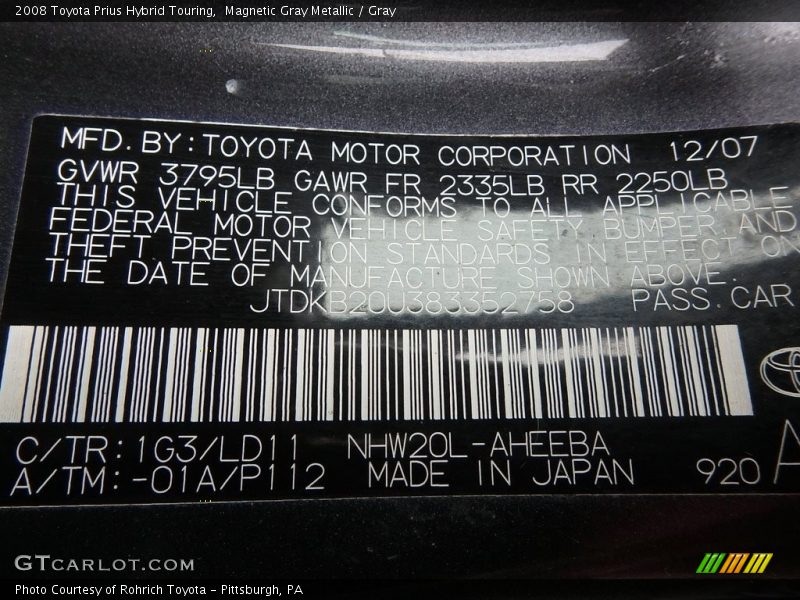 2008 Toyota Prius Hybrid Touring, Magnetic Gray Metallic / Gray
MFD. BY: TOYOTA MOTOR CORPORATION 12/07
GVWR 3795LB GAWR FR 2335LB RR 2250LB
THIS VEHICLE CONFORMS TO ALL APPLICABLE
FEDERAL MOTOR VEHICLE SAFETY BUMPER AND
THEFT PREVENTION STANDARDS IN EFFECT ON
THE DATE OF MANUFACTURE SHOWN ABOVE.
JTDKB20U383352758 PASS. CAR
C/TR: 1G3/LD11 NHW20L-AHEEBA
A/TM: -01A/P112 MADE IN JAPAN 920 A
GTCARLOT.COM
Photo Courtesy of Rohrich Toyota - Pittsburgh, PA